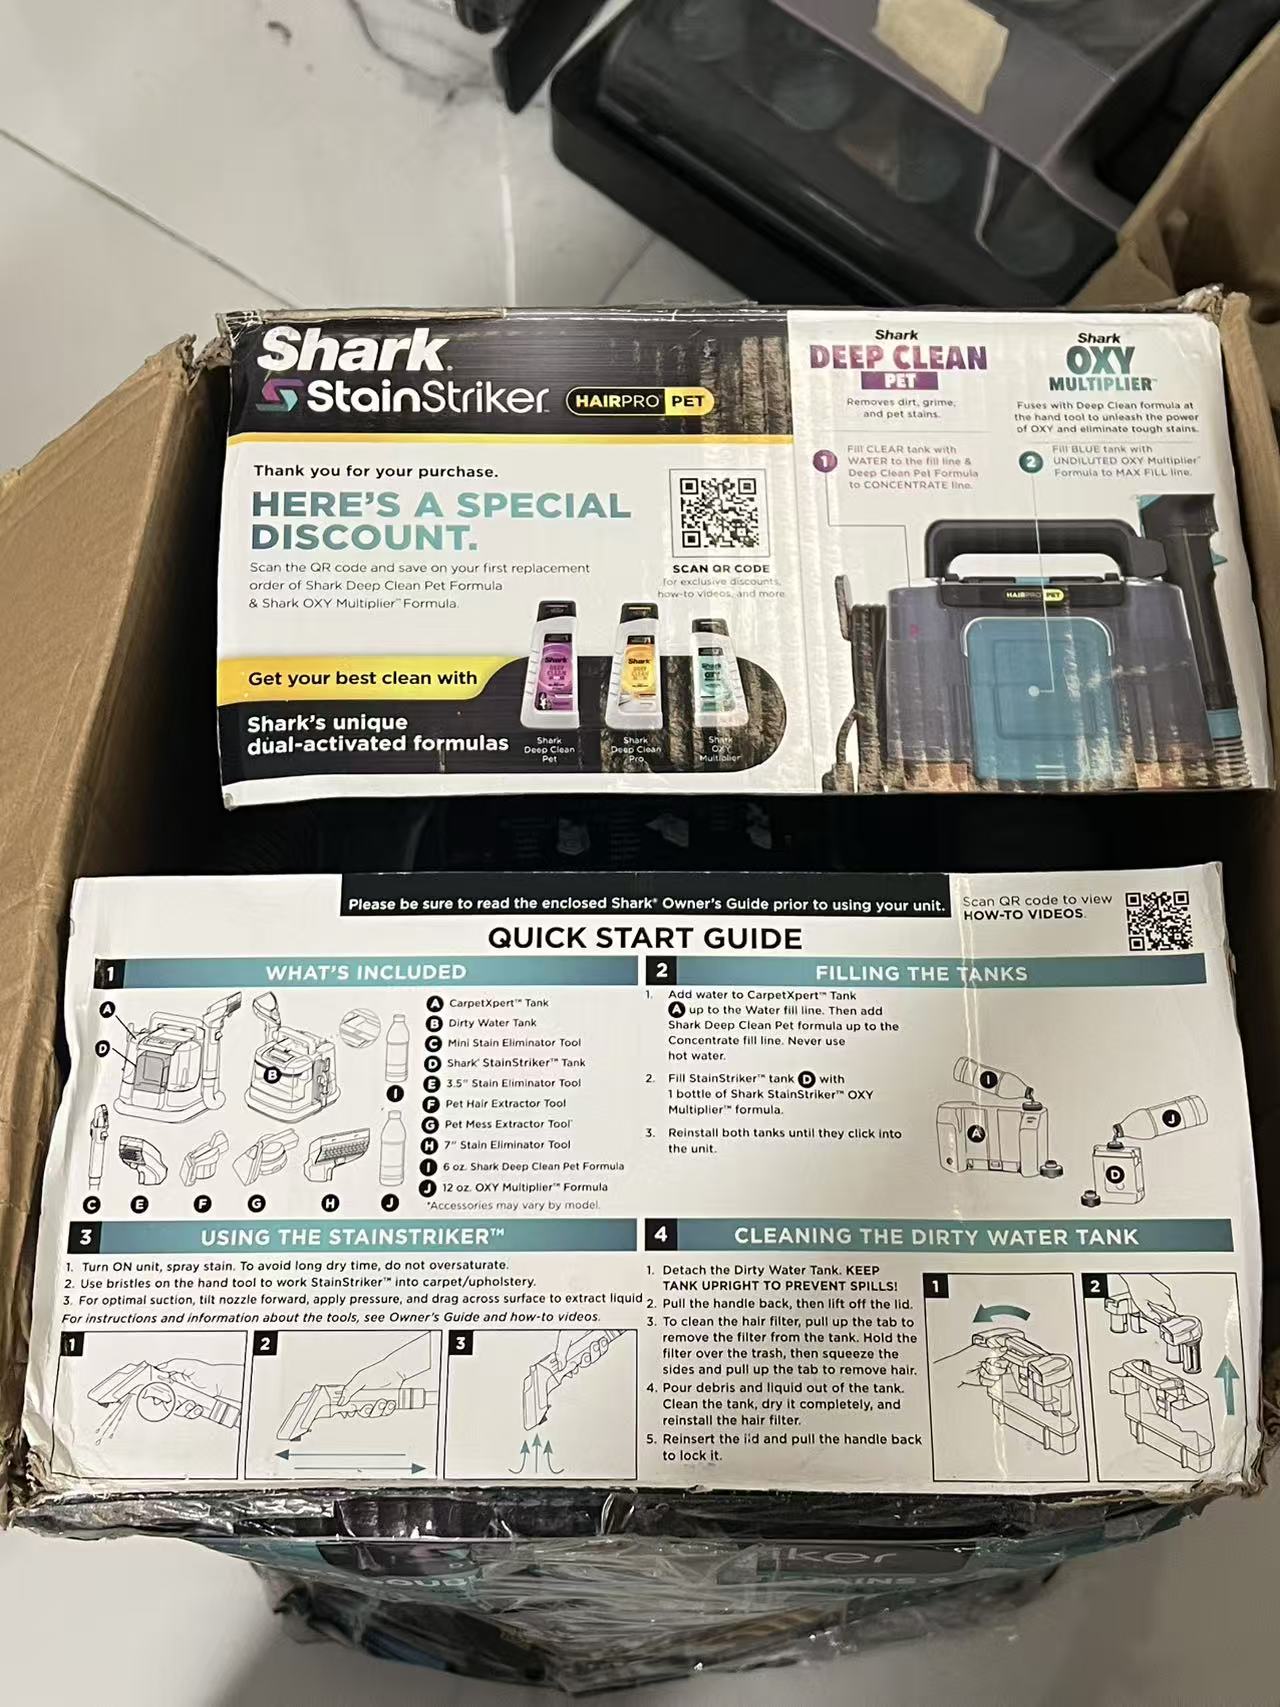 Shark
StainStriker HAIRPRO PET
Thank you for your purchase.
HERE'S A SPECIAL
DISCOUNT.
Scan the QR code and save on your first replacement
order of Shark Deep Clean Pet Formula
& Shark OXY Multiplier™ Formula.
SCAN QR CODE
for exclusive discounts,
how-to videos, and more
Get your best clean with
Shark's unique
dual-activated formulas
Shark
Deep Clean
Pet
Shark
Deep Clean
Pro
Shark
OXY
Multiplier
Shark
DEEP CLEAN
PET
Removes dirt, grime,
and pet stains.
Shark
OXY
MULTIPLIER™
Fuses with Deep Clean formula at
the hand tool to unleash the power
of OXY and eliminate tough stains.
1 Fill CLEAR tank with
WATER to the fill line &
Deep Clean Pet Formula
to CONCENTRATE line.
2 Fill BLUE tank with
UNDILUTED OXY Multiplier™
Formula to MAX FILL line.
HAIRPRO PET
Please be sure to read the enclosed Shark® Owner's Guide prior to using your unit.
Scan QR code to view
HOW-TO VIDEOS.
QUICK START GUIDE
1 WHAT'S INCLUDED
A
D
B
I
C E F G H J
A CarpetXpert™ Tank
B Dirty Water Tank
C Mini Stain Eliminator Tool
D Shark® StainStriker™ Tank
E 3.5" Stain Eliminator Tool
F Pet Hair Extractor Tool
G Pet Mess Extractor Tool*
H 7" Stain Eliminator Tool
I 6 oz. Shark Deep Clean Pet Formula
J 12 oz. OXY Multiplier™ Formula
*Accessories may vary by model.
2 FILLING THE TANKS
1. Add water to CarpetXpert™ Tank
A up to the Water fill line. Then add
Shark Deep Clean Pet formula up to the
Concentrate fill line. Never use
hot water.
2. Fill StainStriker™ tank D with
1 bottle of Shark StainStriker™ OXY
Multiplier™ formula.
3. Reinstall both tanks until they click into
the unit.
I
A
J
D
3 USING THE STAINSTRIKER™
1. Turn ON unit, spray stain. To avoid long dry time, do not oversaturate.
2. Use bristles on the hand tool to work StainStriker™ into carpet/upholstery.
3. For optimal suction, tilt nozzle forward, apply pressure, and drag across surface to extract liquid
For instructions and information about the tools, see Owner's Guide and how-to videos.
1 2 3
4 CLEANING THE DIRTY WATER TANK
1. Detach the Dirty Water Tank. KEEP
TANK UPRIGHT TO PREVENT SPILLS!
2. Pull the handle back, then lift off the lid.
3. To clean the hair filter, pull up the tab to
remove the filter from the tank. Hold the
filter over the trash, then squeeze the
sides and pull up the tab to remove hair.
4. Pour debris and liquid out of the tank.
Clean the tank, dry it completely, and
reinstall the hair filter.
5. Reinsert the lid and pull the handle back
to lock it.
1 2